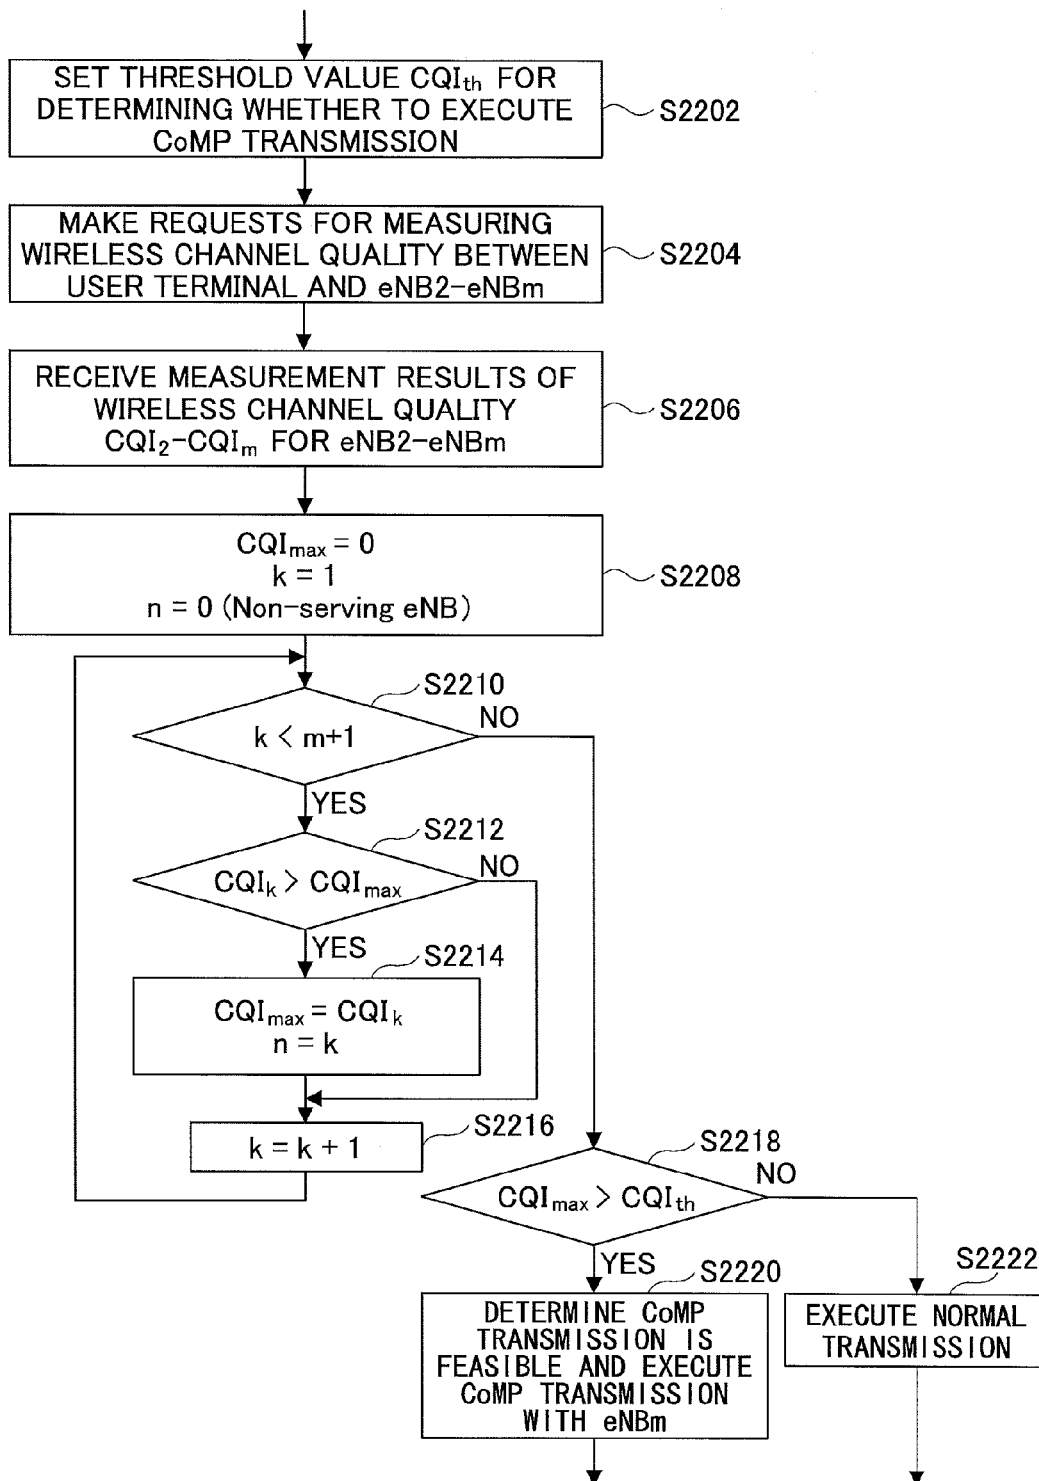 SET THRESHOLD VALUE CQIth FOR
DETERMINING WHETHER TO EXECUTE
CoMP TRANSMISSION
S2202
MAKE REQUESTS FOR MEASURING
WIRELESS CHANNEL QUALITY BETWEEN
USER TERMINAL AND eNB2-eNBm
S2204
RECEIVE MEASUREMENT RESULTS OF
WIRELESS CHANNEL QUALITY
CQI2-CQIm FOR eNB2-eNBm
S2206
CQImax = 0
k = 1
n = 0 (Non-serving eNB)
S2208
S2210
k < m+1
NO
YES
S2212
CQIk > CQImax
NO
YES
S2214
CQImax = CQIk
n = k
S2216
k = k + 1
S2218
CQImax > CQIth
NO
YES
S2220
DETERMINE CoMP
TRANSMISSION IS
FEASIBLE AND EXECUTE
CoMP TRANSMISSION
WITH eNBm
S2222
EXECUTE NORMAL
TRANSMISSION